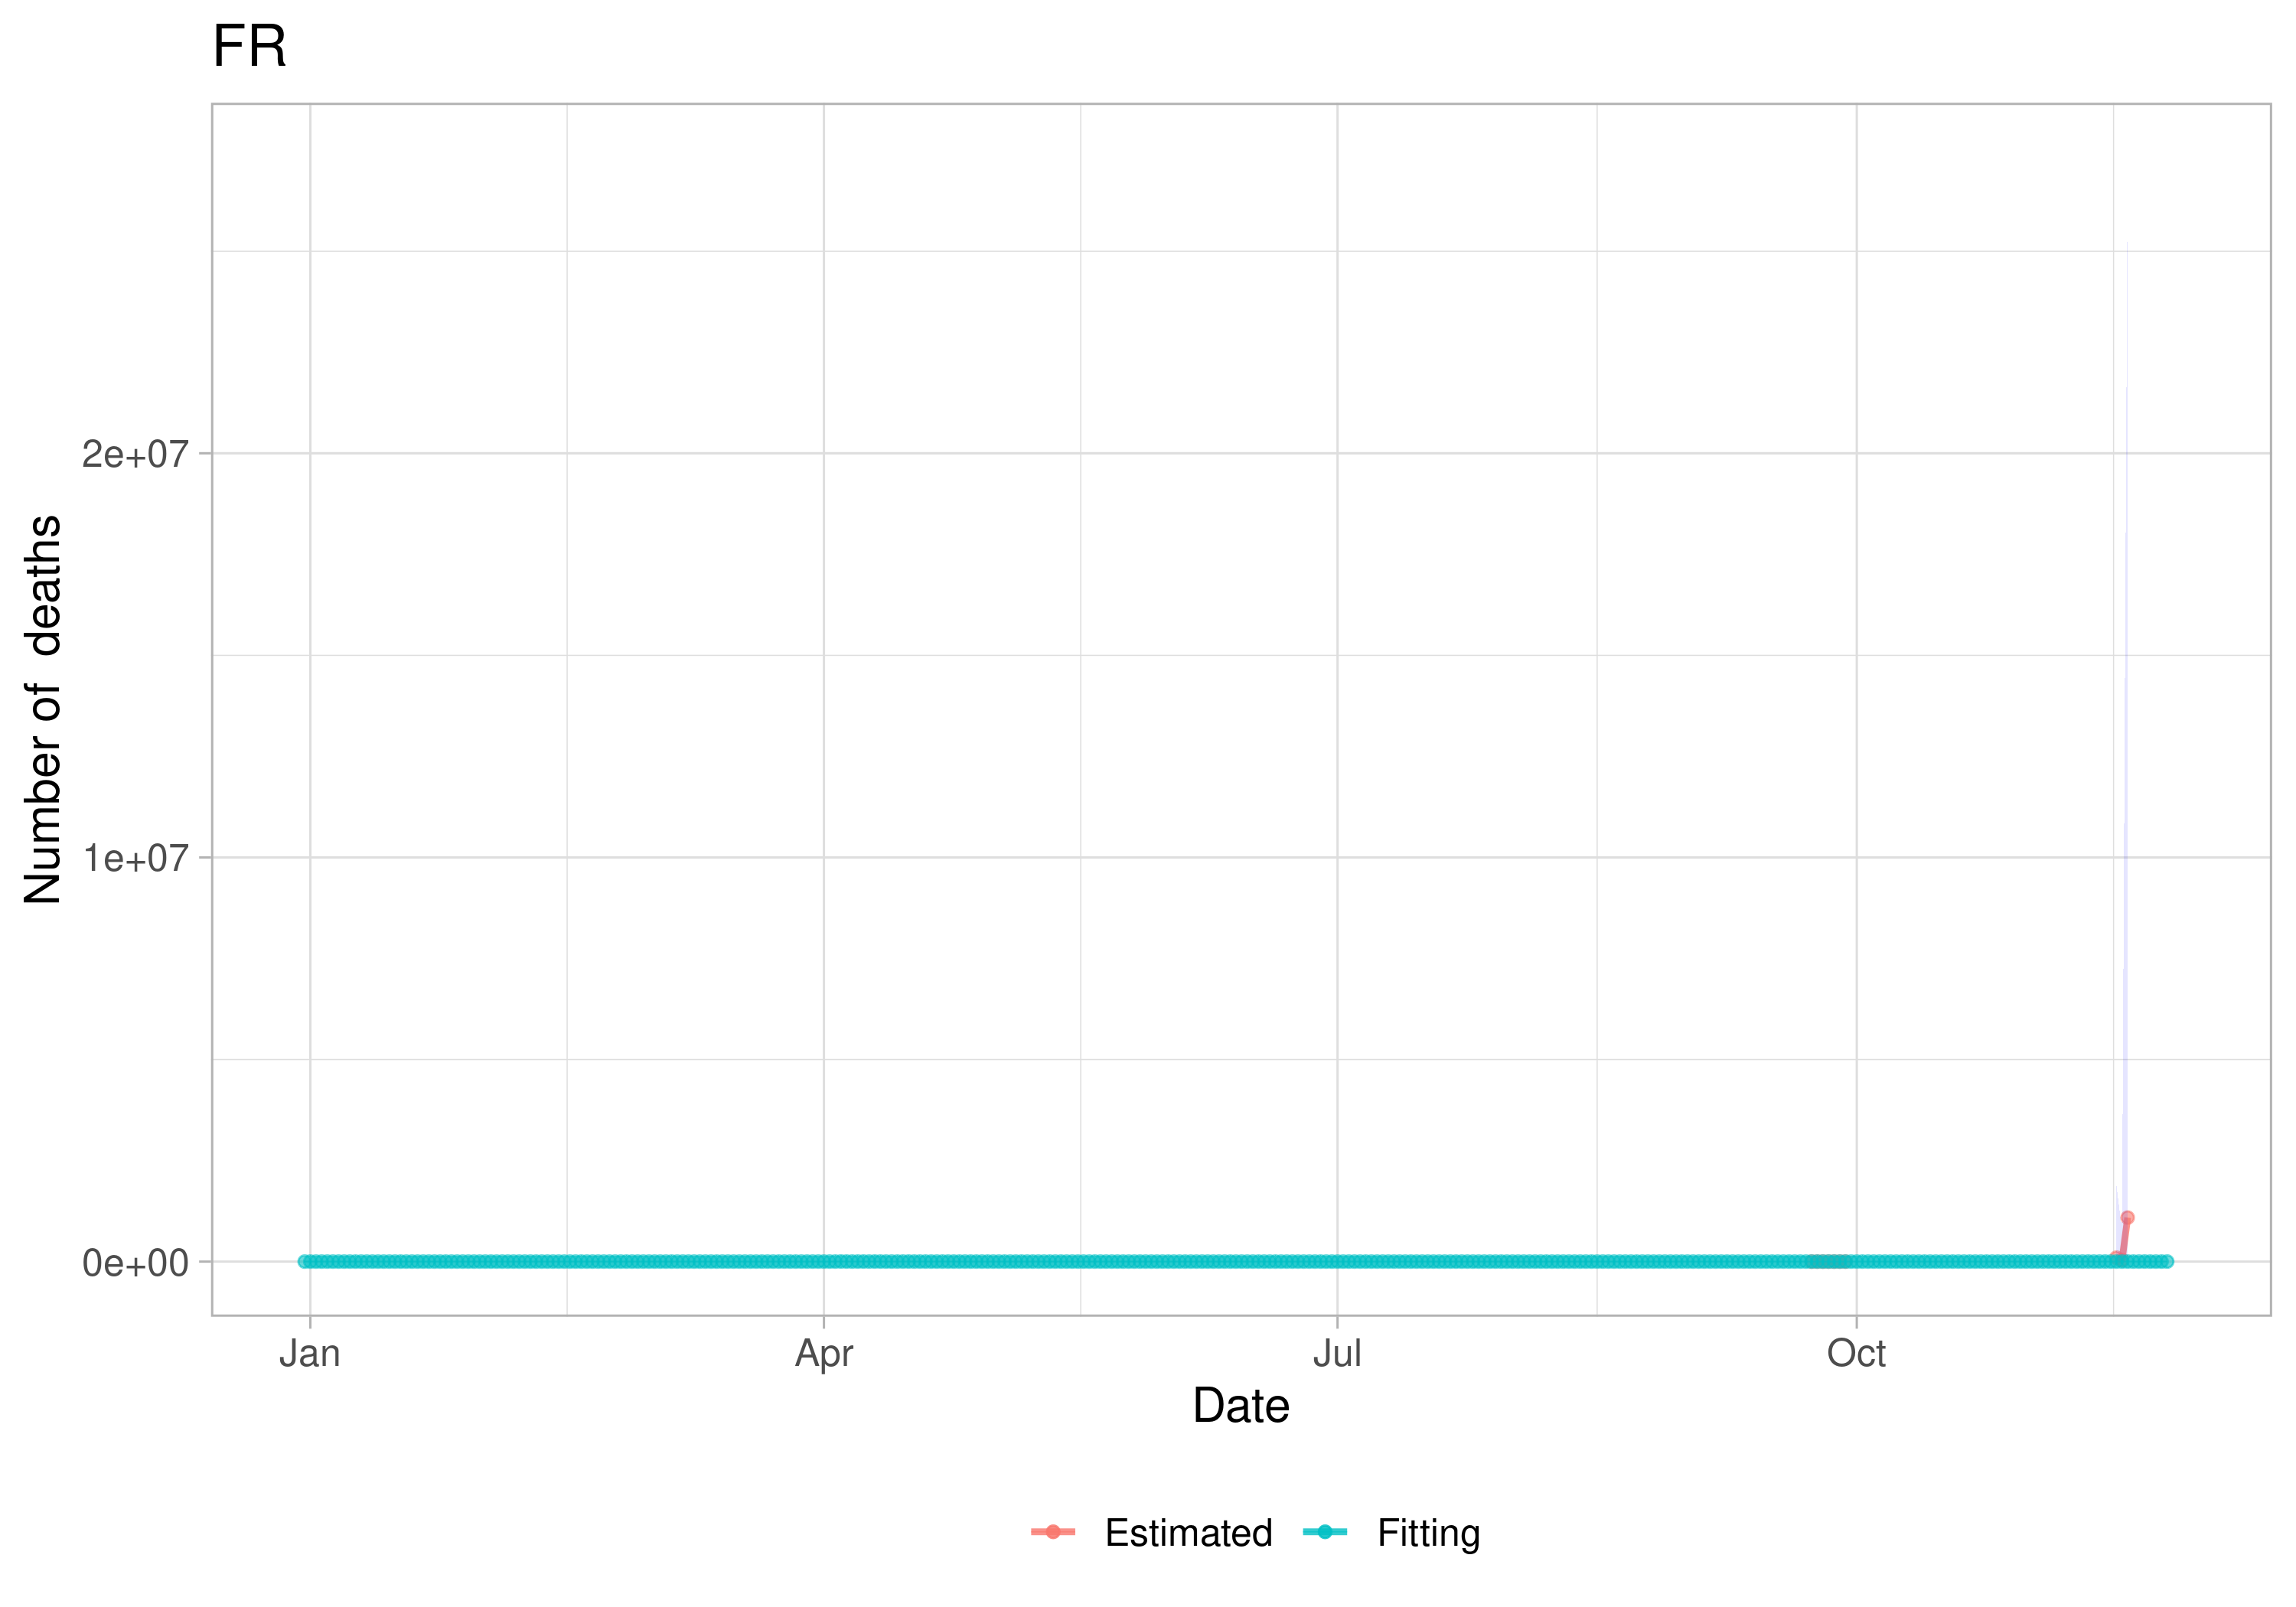 FR
Number of  deaths
2e+07
1e+07
0e+00
Jan Apr Jul Oct
Date
Estimated Fitting